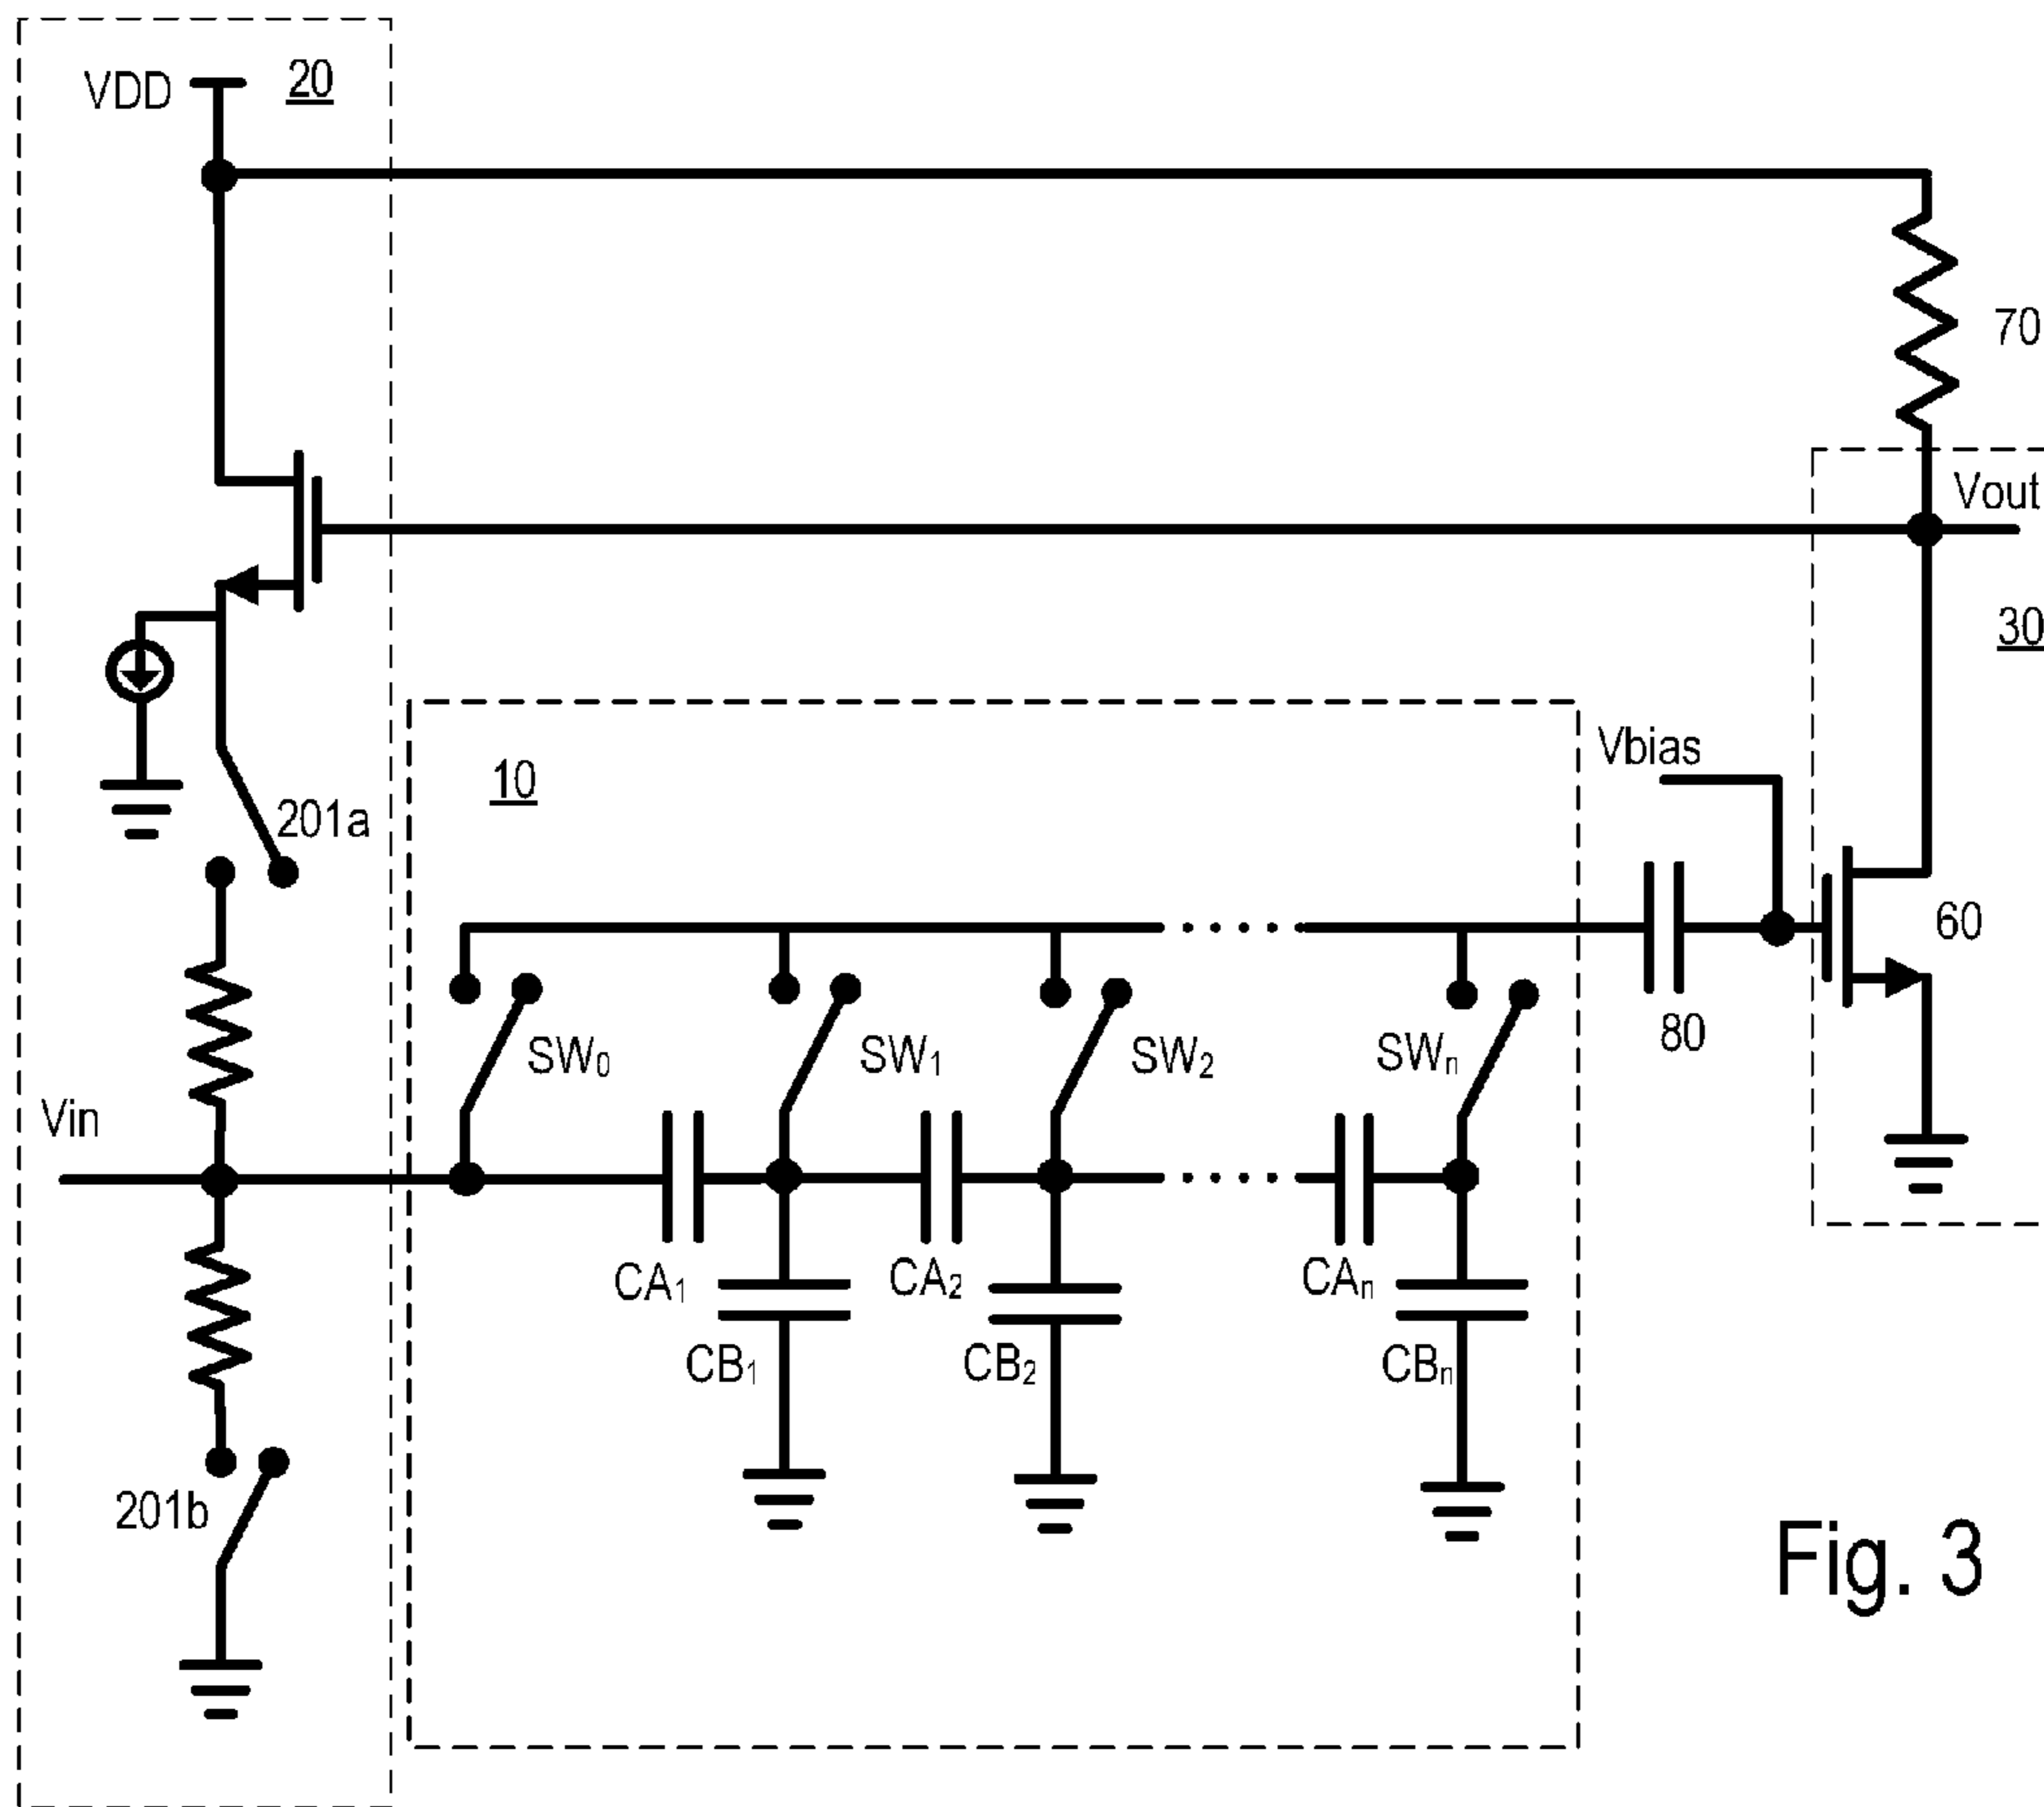 VDD
20
70
Vout
30
Vbias
10
201a
60
80
SW₀
SW₁
SW₂
SWₙ
Vin
CA₁
CA₂
CAₙ
CB₁
CB₂
CBₙ
201b
Fig. 3